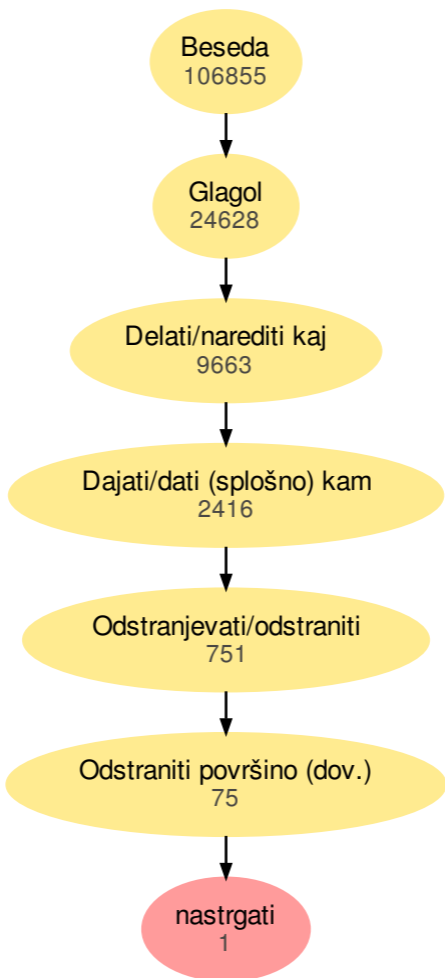 Beseda
106855
Glagol
24628
Delati/narediti kaj
9663
Dajati/dati (splošno) kam
2416
Odstranjevati/odstraniti
751
Odstraniti površino (dov.)
75
nastrgati
1